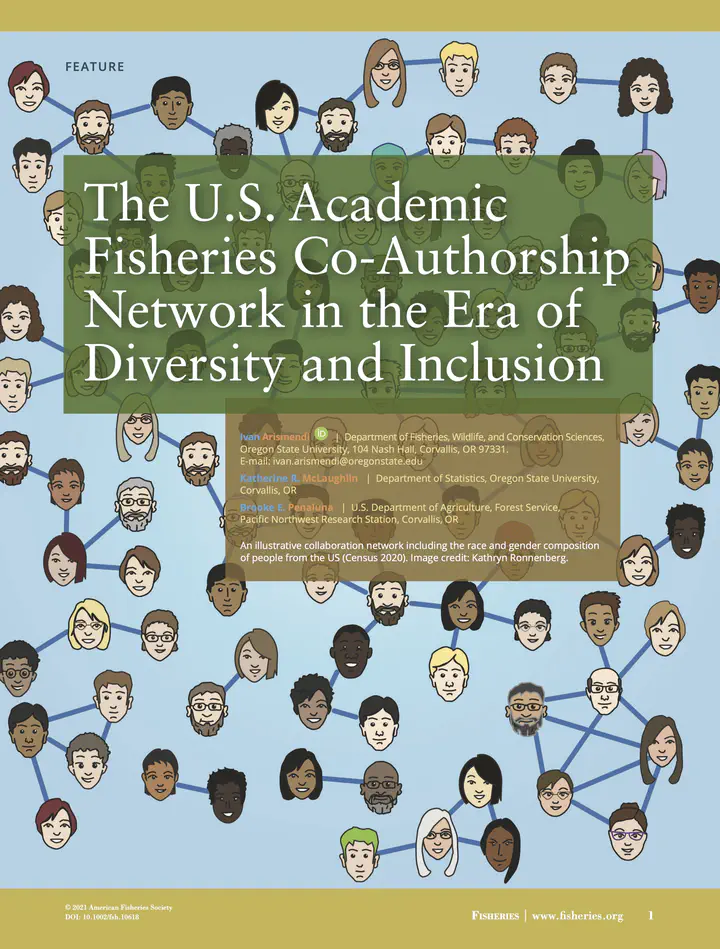 FEATURE
The U.S. Academic
Fisheries Co-Authorship
Network in the Era of
Diversity and Inclusion
Ivan Arismendi iD | Department of Fisheries, Wildlife, and Conservation Sciences,
Oregon State University, 104 Nash Hall, Corvallis, OR 97331.
E-mail: ivan.arismendi@oregonstate.edu
Katherine R. McLaughlin | Department of Statistics, Oregon State University,
Corvallis, OR
Brooke E. Penaluna | U.S. Department of Agriculture, Forest Service,
Pacific Northwest Research Station, Corvallis, OR
An illustrative collaboration network including the race and gender composition
of people from the US (Census 2020). Image credit: Kathryn Ronnenberg.
© 2021 American Fisheries Society
DOI: 10.1002/fsh.10618
FISHERIES | www.fisheries.org 1